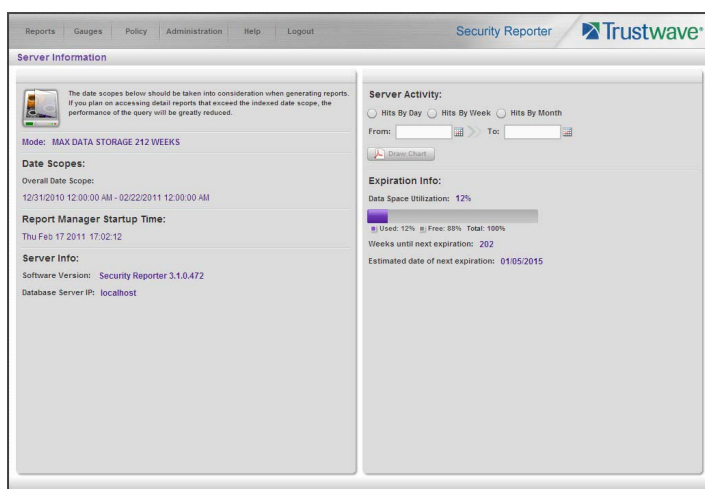 Reports Gauges Policy Administration Help Logout
Security Reporter
Trustwave
Server Information
The date scopes below should be taken into consideration when generating reports.
If you plan on accessing detail reports that exceed the indexed date scope, the
performance of the query will be greatly reduced.
Mode: MAX DATA STORAGE 212 WEEKS
Date Scopes:
Overall Date Scope:
12/31/2010 12:00:00 AM - 02/22/2011 12:00:00 AM
Report Manager Startup Time:
Thu Feb 17 2011 17:02:12
Server Info:
Software Version: Security Reporter 3.1.0.472
Database Server IP: localhost
Server Activity:
Hits By Day Hits By Week Hits By Month
From: To:
Draw Chart
Expiration Info:
Data Space Utilization: 12%
Used: 12% Free: 88% Total: 100%
Weeks until next expiration: 202
Estimated date of next expiration: 01/05/2015